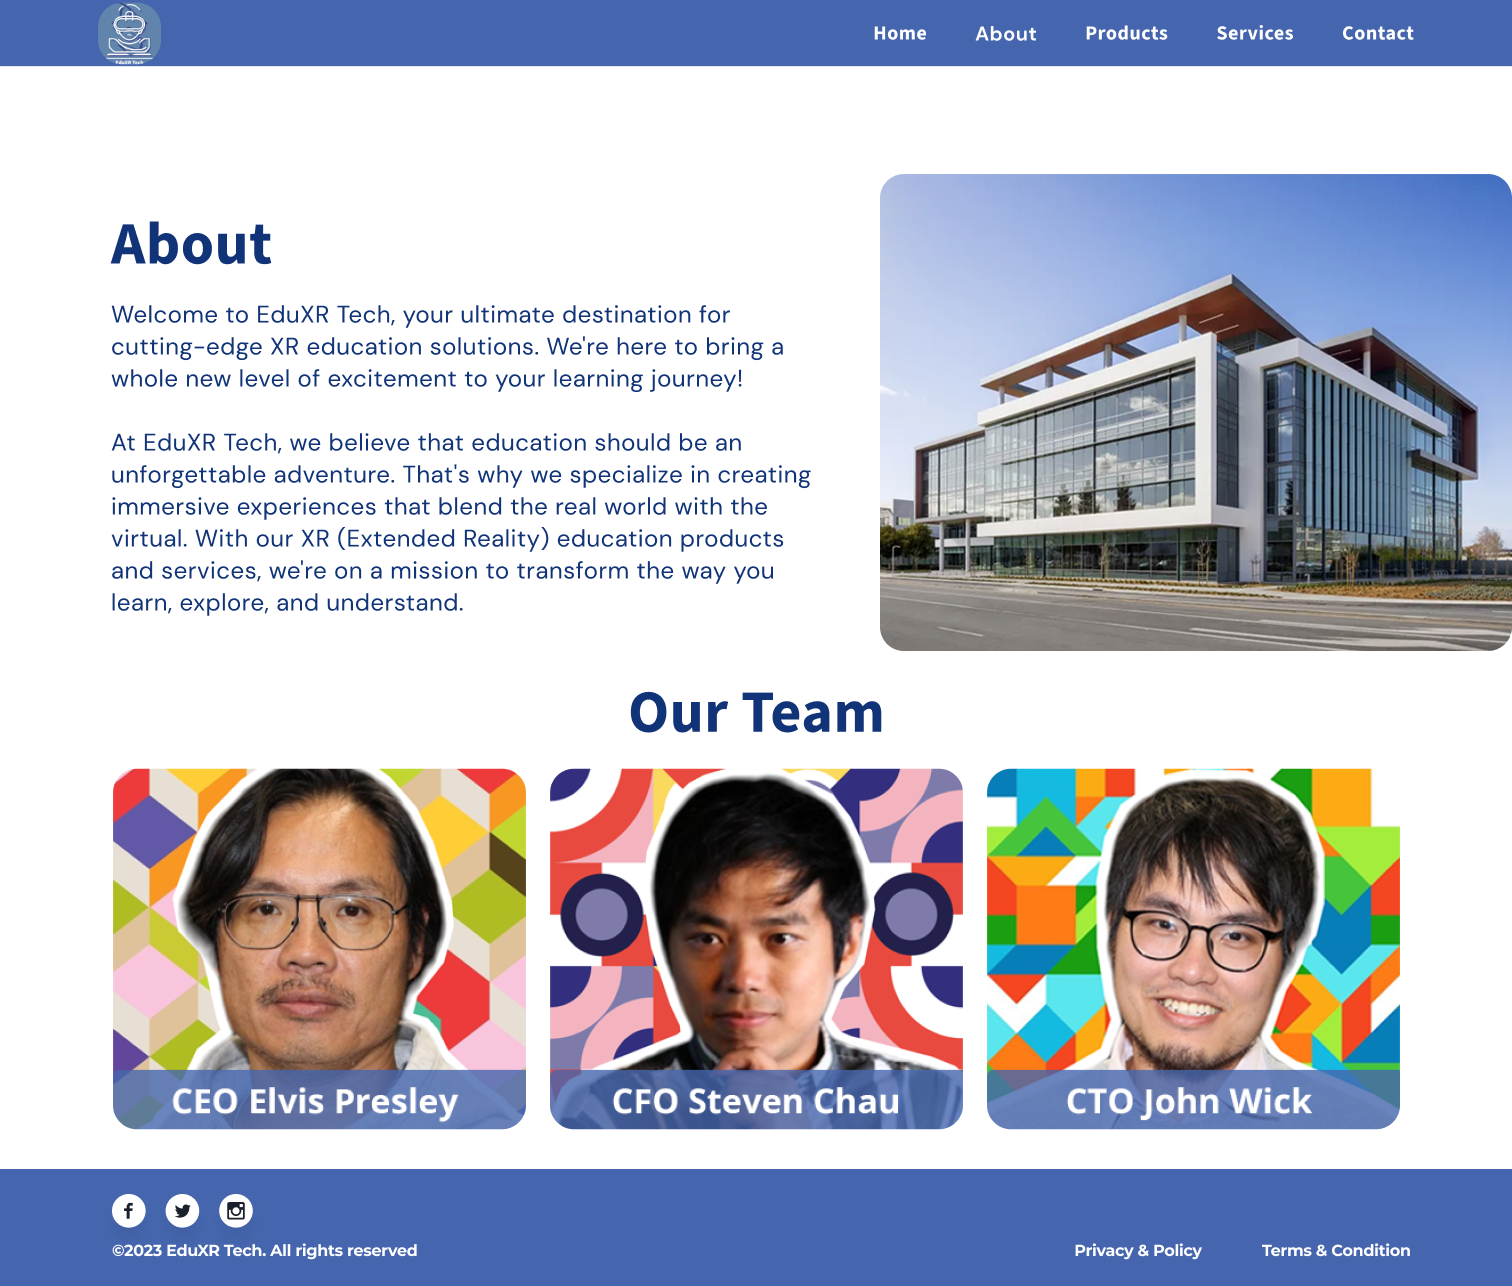 EduXR Tech
Home About Products Services Contact
About
Welcome to EduXR Tech, your ultimate destination for
cutting-edge XR education solutions. We're here to bring a
whole new level of excitement to your learning journey!
At EduXR Tech, we believe that education should be an
unforgettable adventure. That's why we specialize in creating
immersive experiences that blend the real world with the
virtual. With our XR (Extended Reality) education products
and services, we're on a mission to transform the way you
learn, explore, and understand.
Our Team
CEO Elvis Presley
CFO Steven Chau
CTO John Wick
©2023 EduXR Tech. All rights reserved
Privacy & Policy
Terms & Condition